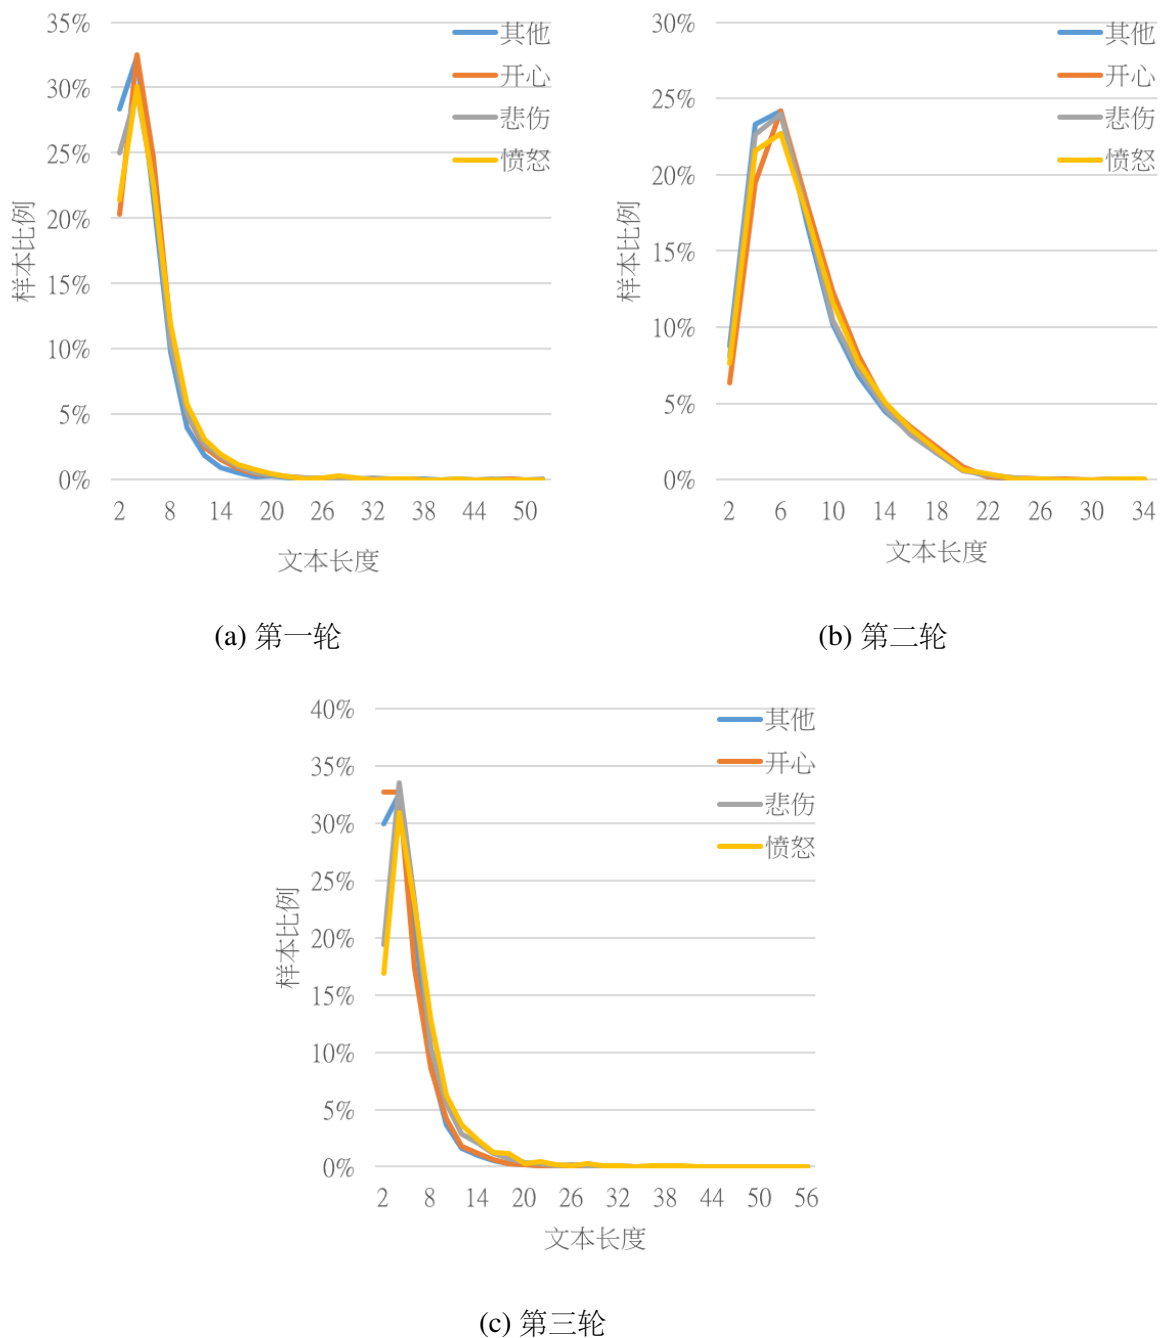 35%
30%
25%
20%
15%
10%
5%
0%
样本比例
其他
开心
悲伤
愤怒
2 8 14 20 26 32 38 44 50
文本长度
(a) 第一轮
30%
25%
20%
15%
10%
5%
0%
样本比例
其他
开心
悲伤
愤怒
2 6 10 14 18 22 26 30 34
文本长度
(b) 第二轮
40%
35%
30%
25%
20%
15%
10%
5%
0%
样本比例
其他
开心
悲伤
愤怒
2 8 14 20 26 32 38 44 50 56
文本长度
(c) 第三轮